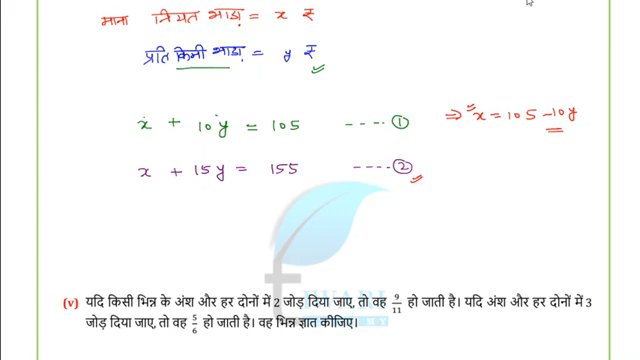 माना नियत भाड़ा = x ₹
प्रति किमी भाड़ा = y ₹
x + 10y = 105 ---- ①
⇒ x = 105 - 10y
x + 15y = 155 ---- ②
(v) यदि किसी भिन्न के अंश और हर दोनों में 2 जोड़ दिया जाए, तो वह 9/11 हो जाती है। यदि अंश और हर दोनों में 3
जोड़ दिया जाए, तो वह 5/6 हो जाती है। वह भिन्न ज्ञात कीजिए।